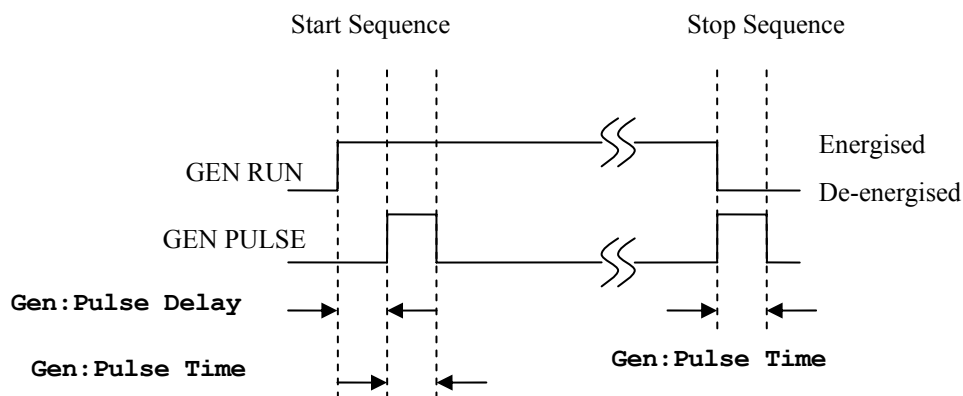 Start Sequence
Stop Sequence
Energised
GEN RUN
De-energised
GEN PULSE
Gen:Pulse Delay
Gen:Pulse Time
Gen:Pulse Time